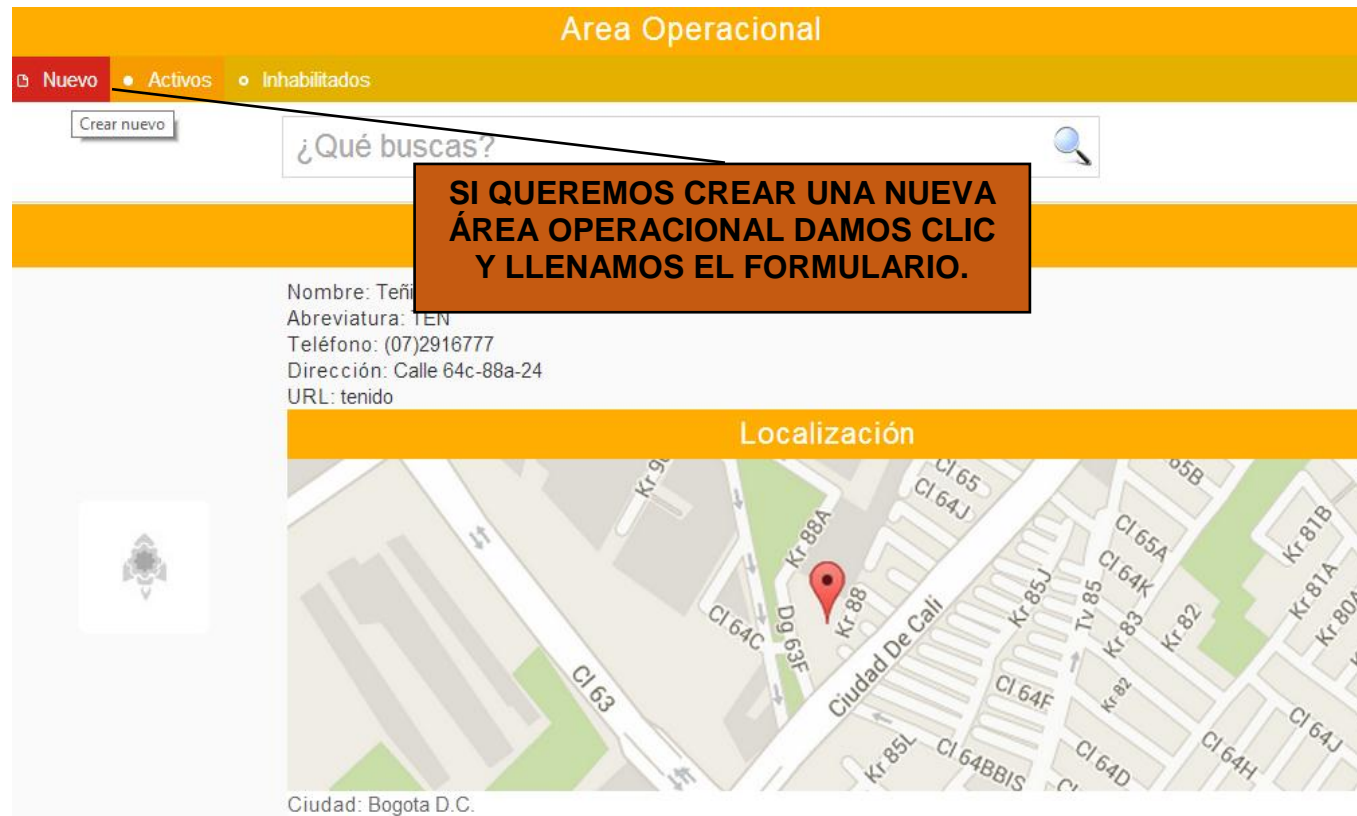 Area Operacional
Nuevo Activos Inhabilitados
Crear nuevo
¿Qué buscas?
SI QUEREMOS CREAR UNA NUEVA
ÁREA OPERACIONAL DAMOS CLIC
Y LLENAMOS EL FORMULARIO.
Nombre: Teñi
Abreviatura: TEN
Teléfono: (07)2916777
Dirección: Calle 64c-88a-24
URL: tenido
Localización
Cl 65
Cl 64J
65B
Kr 88A
Cl 65A
Cl 64K
Kr 81B
Kr 81A
Kr 88
Kr 85J
Tv 85
Kr 83
Kr 82
Cl 64C
Dg 63F
Ciudad De Cali
Cl 63
Cl 64F
Kr 82
Cl 64J
Kr 85L
Cl 64BBIS
Cl 64D
Cl 64H
Ciudad: Bogota D.C.